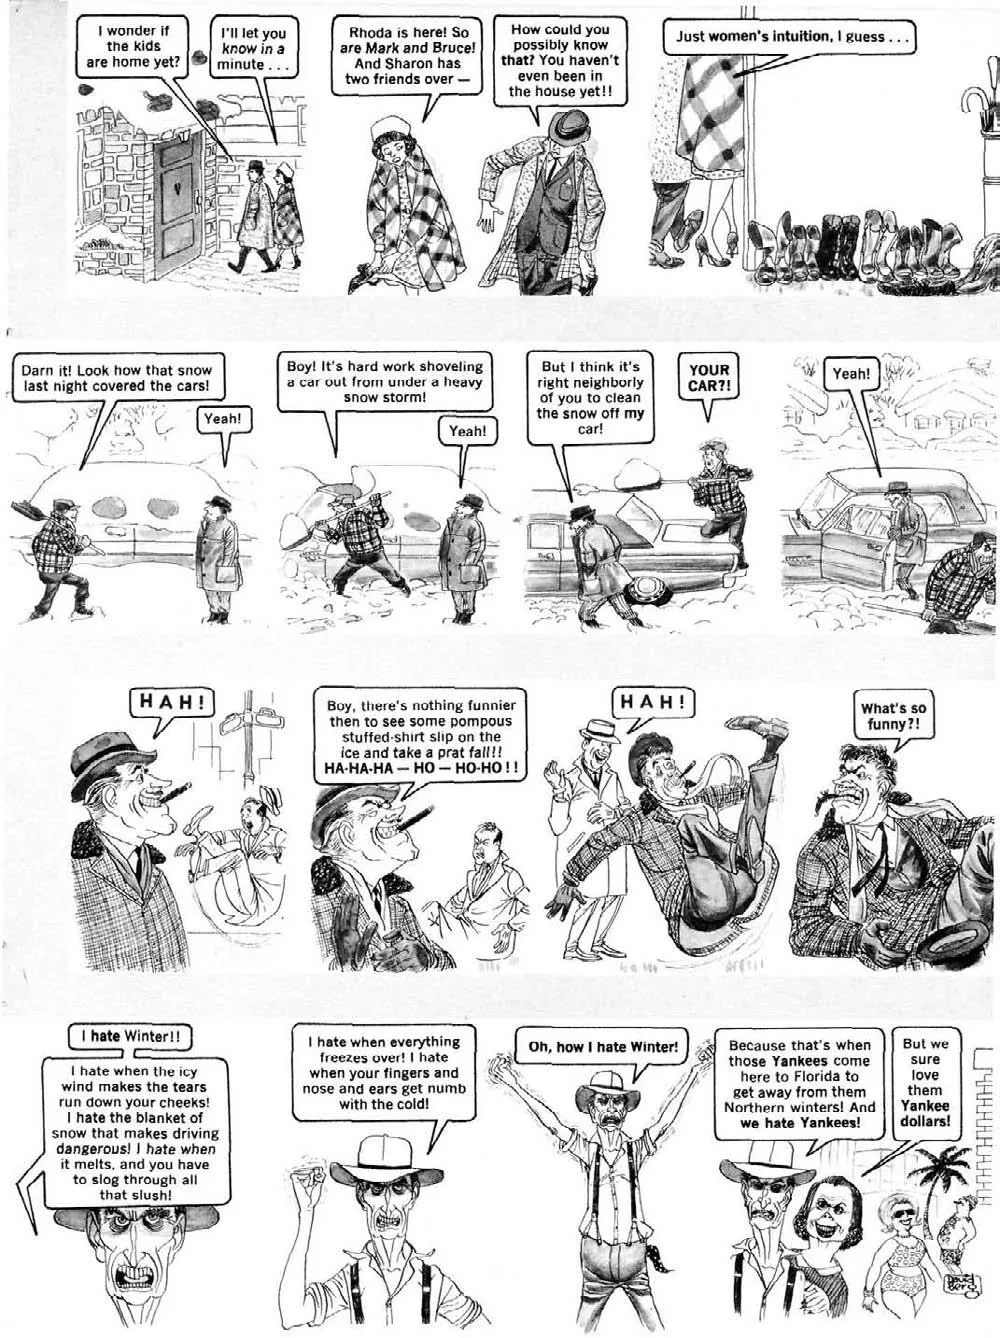 I wonder if
the kids
are home yet?
I'll let you
know in a
minute . . .
Rhoda is here! So
are Mark and Bruce!
And Sharon has
two friends over —
How could you
possibly know
that? You haven't
even been in
the house yet!!
Just women's intuition, I guess . . .
Darn it! Look how that snow
last night covered the cars!
Yeah!
Boy! It's hard work shoveling
a car out from under a heavy
snow storm!
Yeah!
But I think it's
right neighborly
of you to clean
the snow off my
car!
YOUR
CAR?!
Yeah!
HAH!
Boy, there's nothing funnier
then to see some pompous
stuffed-shirt slip on the
ice and take a prat fall!!
HA-HA-HA — HO — HO-HO!!
HAH!
What's so
funny?!
I hate Winter!!
I hate when the icy
wind makes the tears
run down your cheeks!
I hate the blanket of
snow that makes driving
dangerous! I hate when
it melts, and you have
to slog through all
that slush!
I hate when everything
freezes over! I hate
when your fingers and
nose and ears get numb
with the cold!
Oh, how I hate Winter!
Because that's when
those Yankees come
here to Florida to
get away from them
Northern winters! And
we hate Yankees!
But we
sure
love
them
Yankee
dollars!
David
Berg